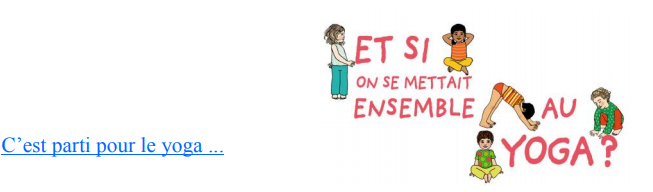 ET SI
ON SE METTAIT
ENSEMBLE AU
YOGA ?
C’est parti pour le yoga ...